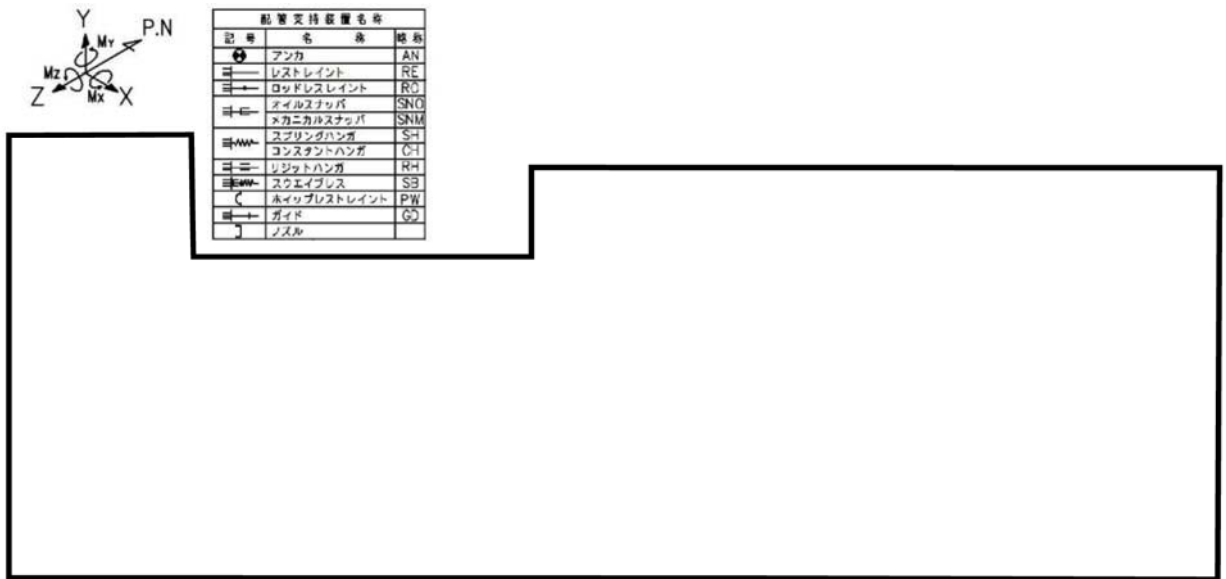 Y
P.N
MY
MZ
Z
MX
X
配管支持装置名称
記号 名称 略称
アンカ AN
レストレイント RE
ロッドレストレイント RO
オイルスナッバ SNO
メカニカルスナッバ SNM
スプリングハンガ SH
コンスタントハンガ CH
リジットハンガ RH
スウェイブレス SB
ホイップレストレイント PW
ガイド GD
ノズル